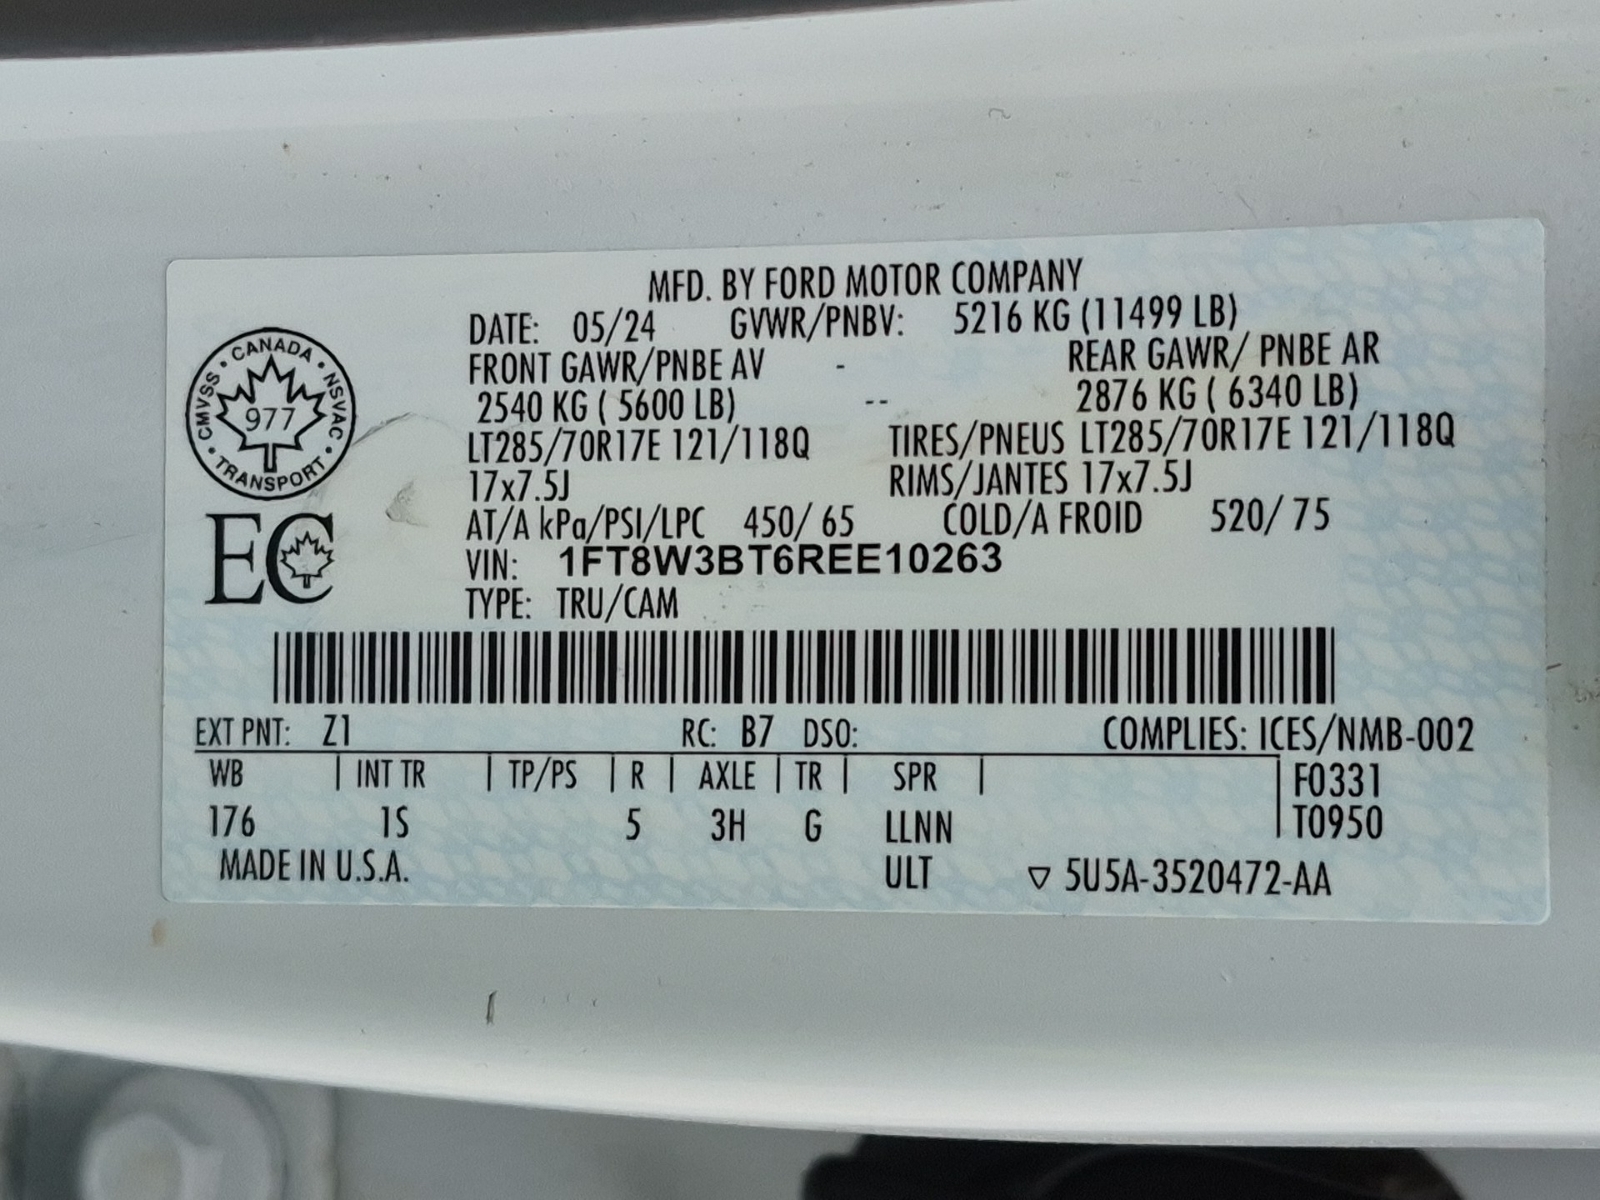 MFD. BY FORD MOTOR COMPANY
DATE: 05/24 GVWR/PNBV: 5216 KG (11499 LB)
FRONT GAWR/PNBE AV - REAR GAWR/ PNBE AR
2540 KG ( 5600 LB) -- 2876 KG ( 6340 LB)
LT285/70R17E 121/118Q TIRES/PNEUS LT285/70R17E 121/118Q
17x7.5J RIMS/JANTES 17x7.5J
AT/A kPa/PSI/LPC 450/ 65 COLD/A FROID 520/ 75
VIN: 1FT8W3BT6REE10263
TYPE: TRU/CAM
CANADA · NSVAC · TRANSPORT · CMVSS ·
977
EC
EXT PNT: Z1 RC: B7 DSO: COMPLIES: ICES/NMB-002
WB | INT TR | TP/PS | R | AXLE | TR | SPR | F0331
176 1S 5 3H G LLNN T0950
MADE IN U.S.A. ULT ▽ 5U5A-3520472-AA